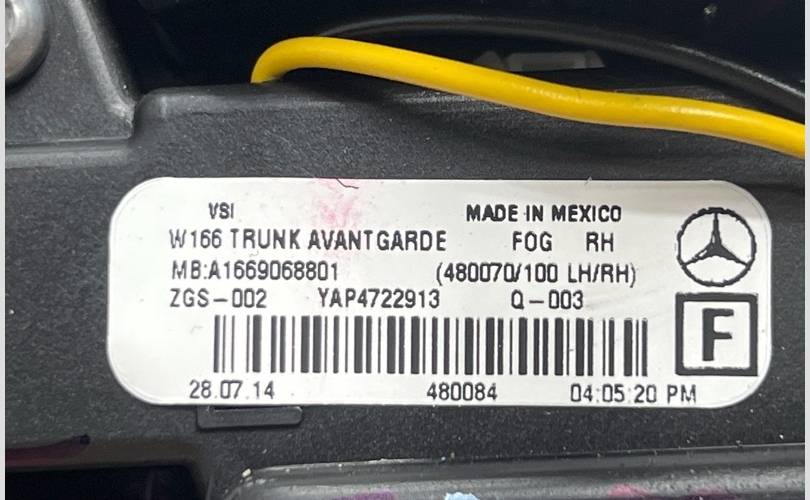 VSI MADE IN MEXICO
W166 TRUNK AVANTGARDE FOG RH
MB:A1669068801 (480070/100 LH/RH)
ZGS-002 YAP4722913 Q-003
F
28.07.14 480084 04:05:20 PM